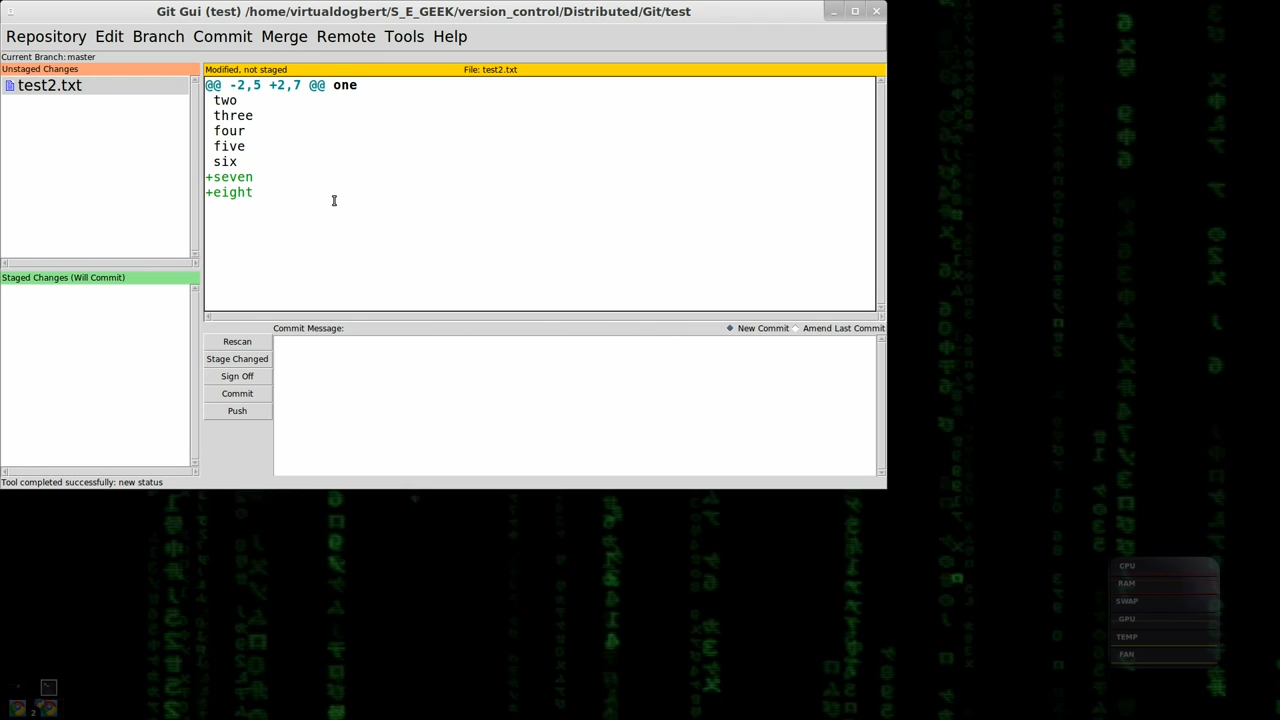 Git Gui (test) /home/virtualdogbert/S_E_GEEK/version_control/Distributed/Git/test
Repository Edit Branch Commit Merge Remote Tools Help
Current Branch: master
Unstaged Changes
test2.txt
Modified, not staged File: test2.txt
@@ -2,5 +2,7 @@ one
two
three
four
five
six
+seven
+eight
Staged Changes (Will Commit)
Commit Message: New Commit Amend Last Commit
Rescan
Stage Changed
Sign Off
Commit
Push
Tool completed successfully: new status
CPU
RAM
SWAP
GPU
TEMP
FAN
2